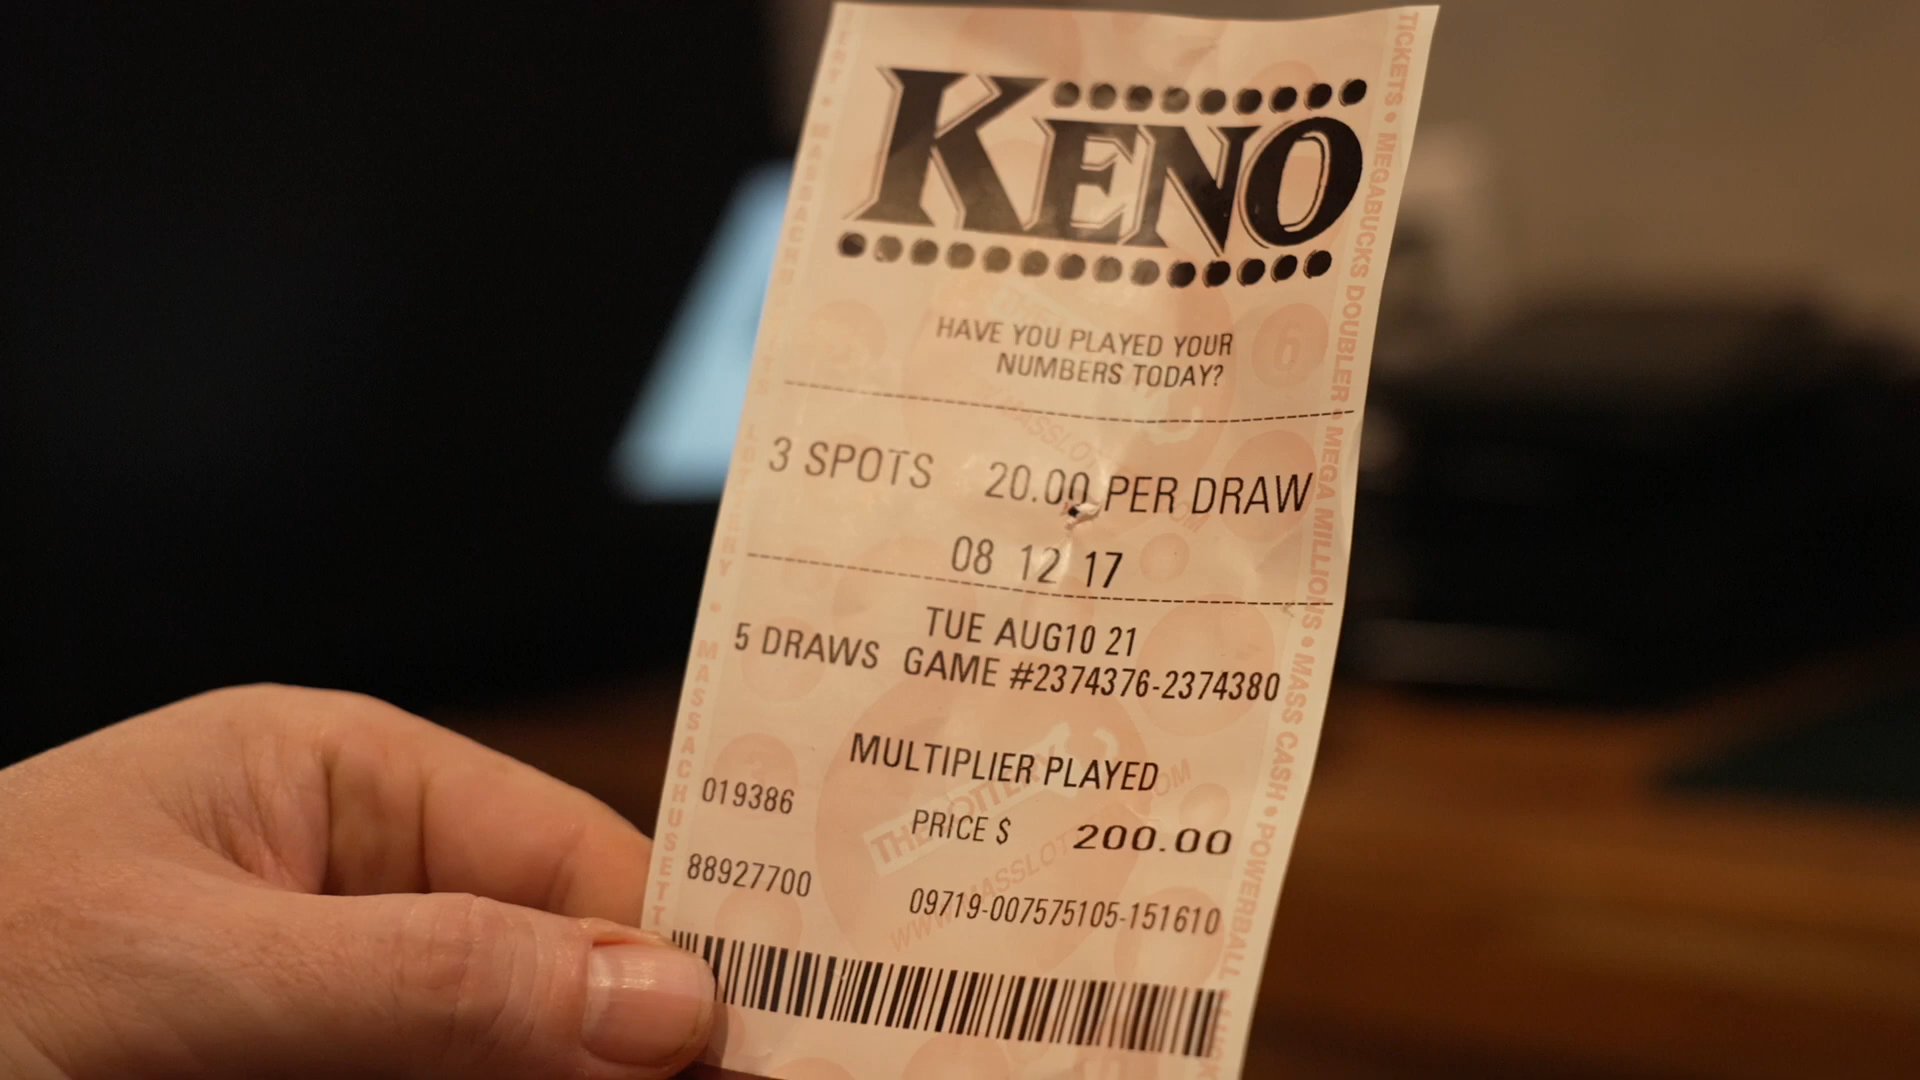 KENO
HAVE YOU PLAYED YOUR
NUMBERS TODAY?
3 SPOTS 20.00 PER DRAW
08 12 17
TUE AUG10 21
5 DRAWS GAME #2374376-2374380
MULTIPLIER PLAYED
019386
PRICE $ 200.00
88927700
09719-007575105-151610
TICKETS • MEGABUCKS DOUBLER • MEGA MILLIONS • MASS CASH • POWERBALL •
MASSACHUSETT